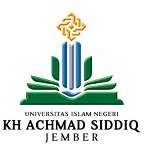 UNIVERSITAS ISLAM NEGERI
KH ACHMAD SIDDIQ
JEMBER